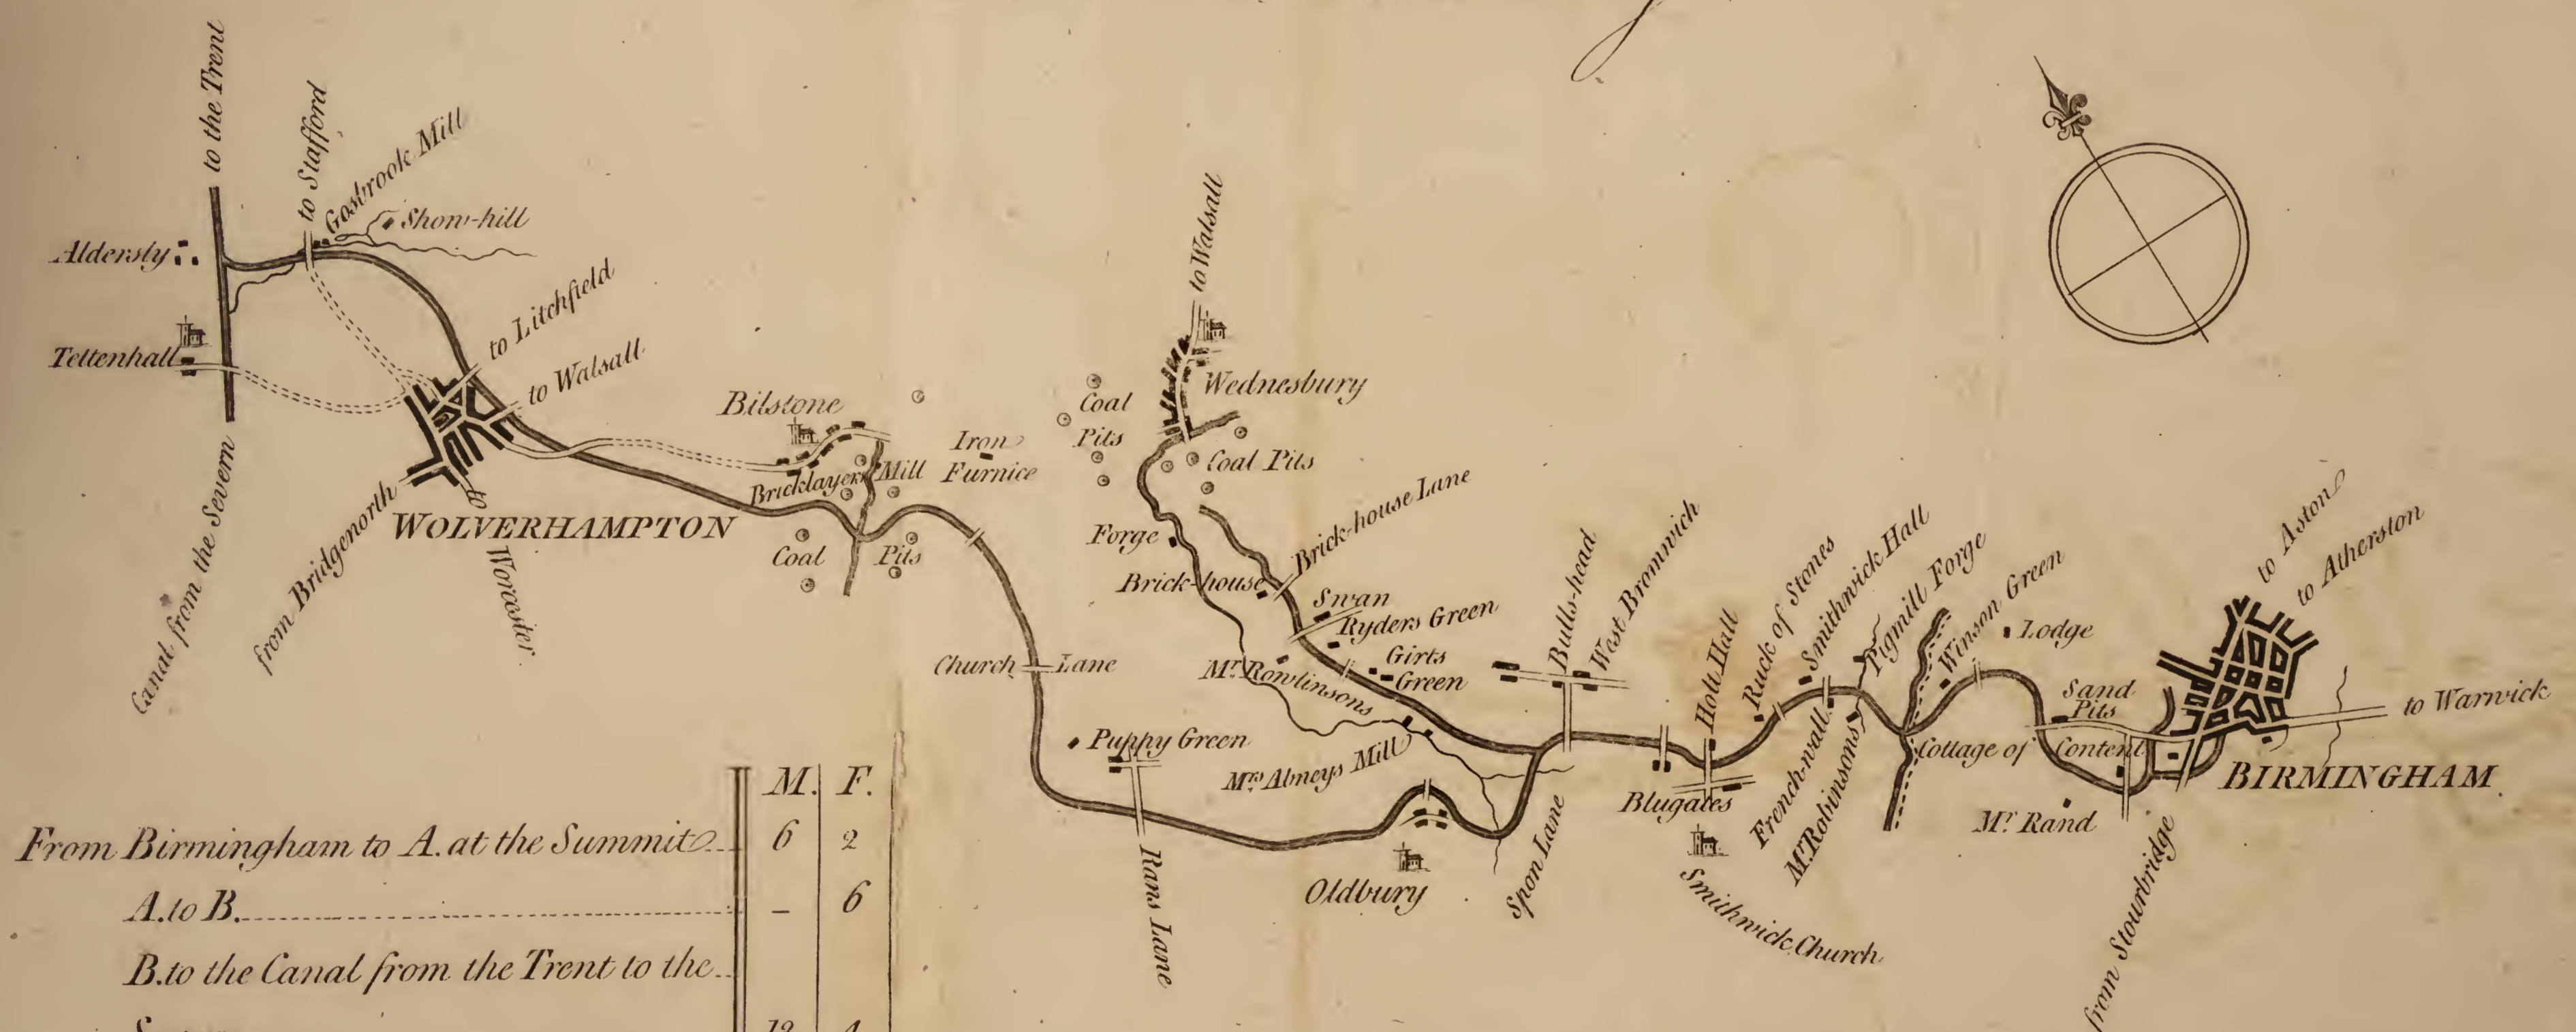 to the Trent
to Stafford
Gosbrook Mill
Show-hill
Aldersly
Tettenhall
to Litchfield
to Walsall
Canal from the Severn
from Bridgenorth
WOLVERHAMPTON
to Worcester
Bilstone
Bricklayers
Mill
Iron
Furnice
Coal Pits
Church Lane
Puppy Green
Rans Lane
to Walsall
Wednesbury
Coal
Pits
Coal Pits
Forge
Brick-house
Brick-house Lane
Swan
Ryders Green
Girts
Green
Mr. Rowlinsons
Mrs. Abneys Mill
Oldbury
Spon Lane
Bulls-head
West Bromwich
Blugates
Holt Hall
Smithwick Church
Ruck of Stones
Smithwick Hall
French-wall
Mr. Robinsons
Pigmill Forge
Winson Green
Lodge
Cottage of Content
Sand
Pits
Mr. Rand
from Stourbridge
to Aston
to Atherston
to Warwick
BIRMINGHAM
M. F.
From Birmingham to A. at the Summit 6 2
A. to B. – 6
B. to the Canal from the Trent to the